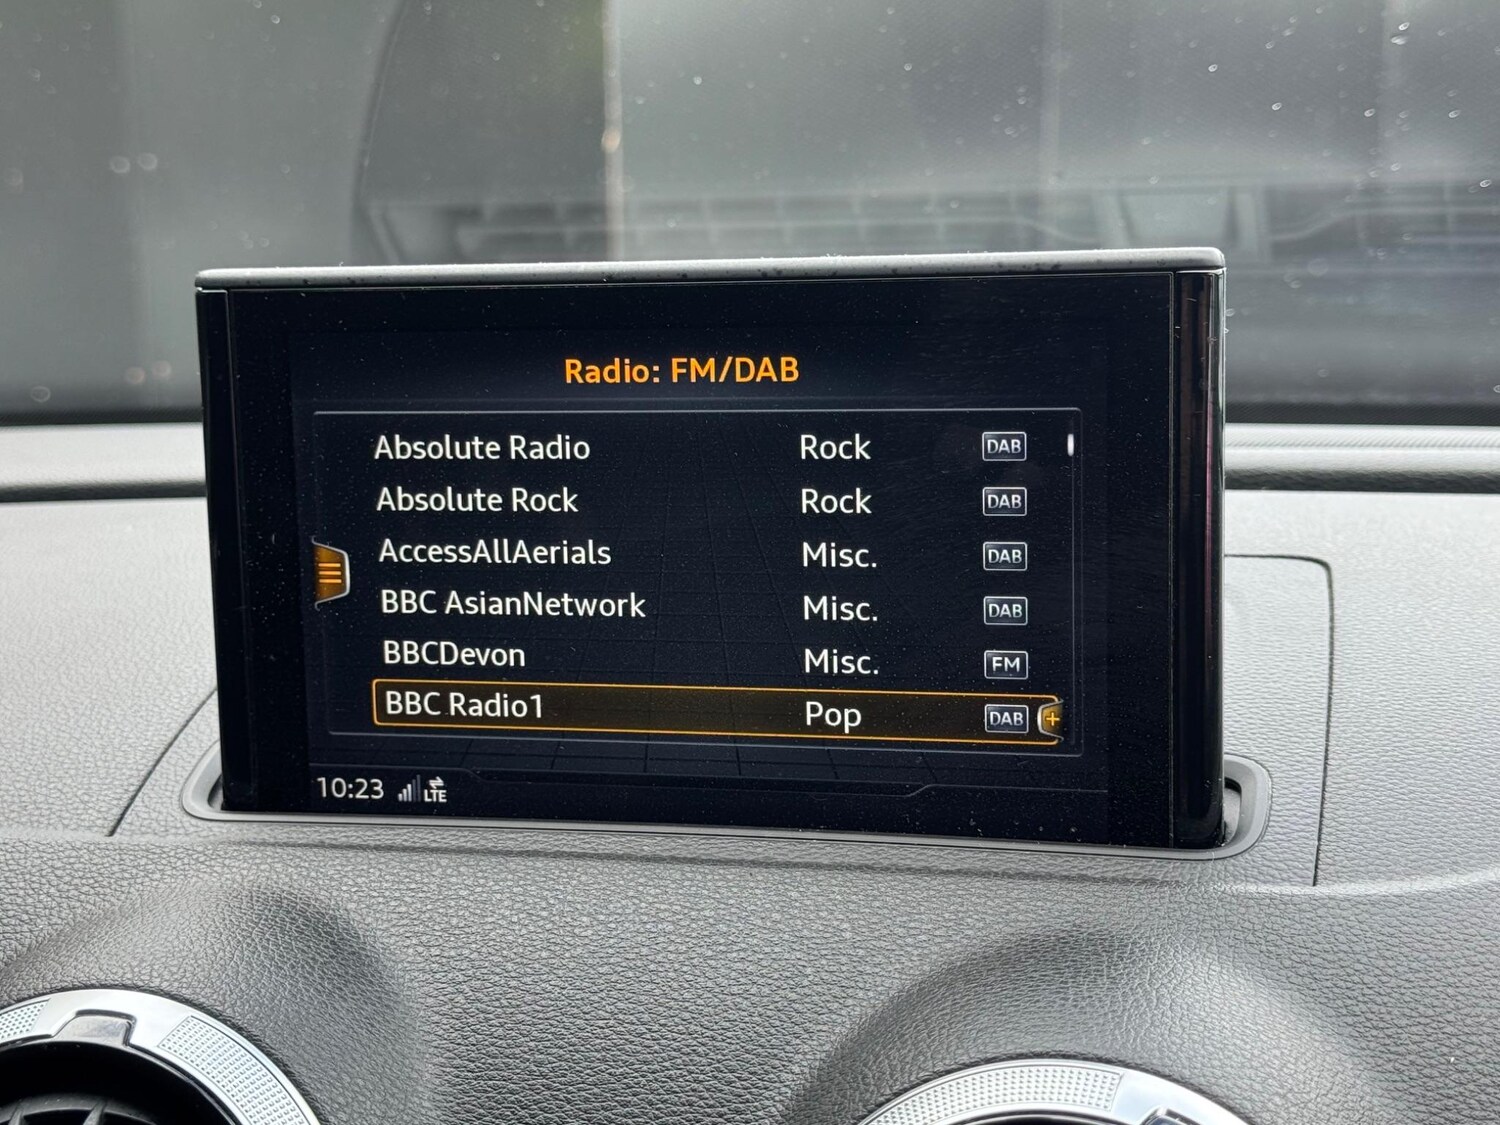 Radio: FM/DAB
Absolute Radio Rock DAB
Absolute Rock Rock DAB
AccessAllAerials Misc. DAB
BBC AsianNetwork Misc. DAB
BBCDevon Misc. FM
BBC Radio1 Pop DAB +
10:23 LTE